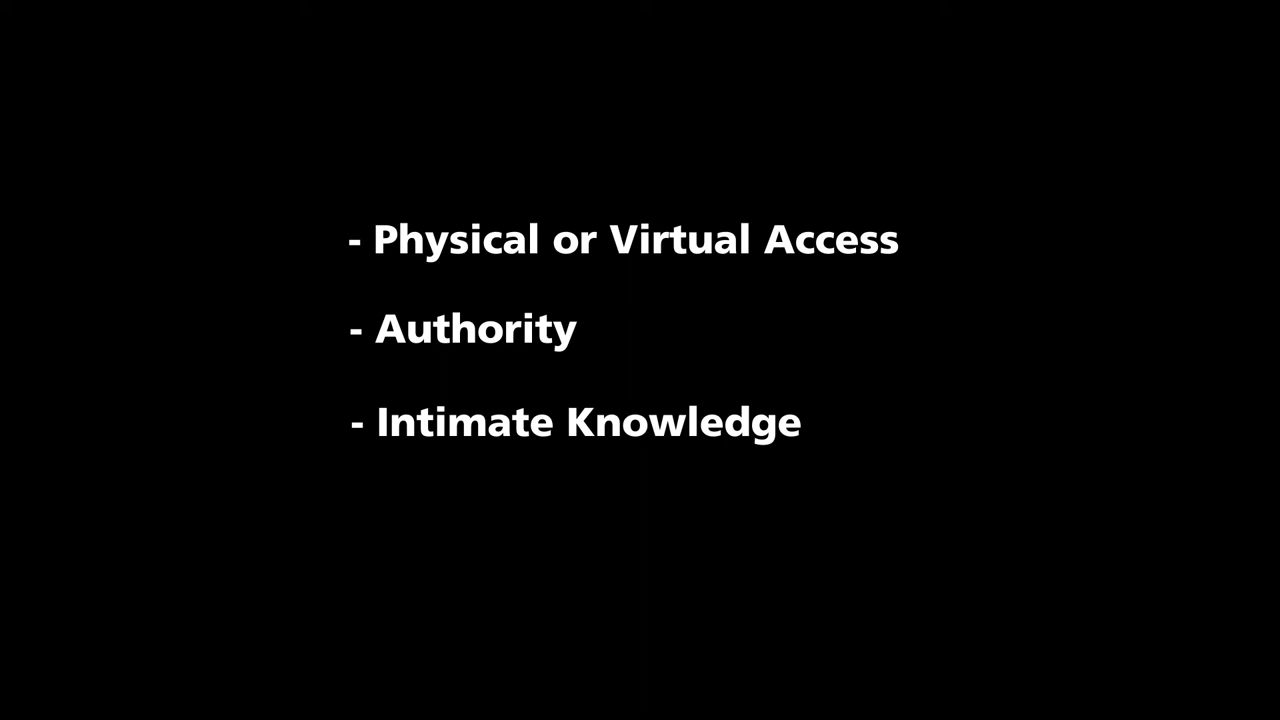 - Physical or Virtual Access
- Authority
- Intimate Knowledge